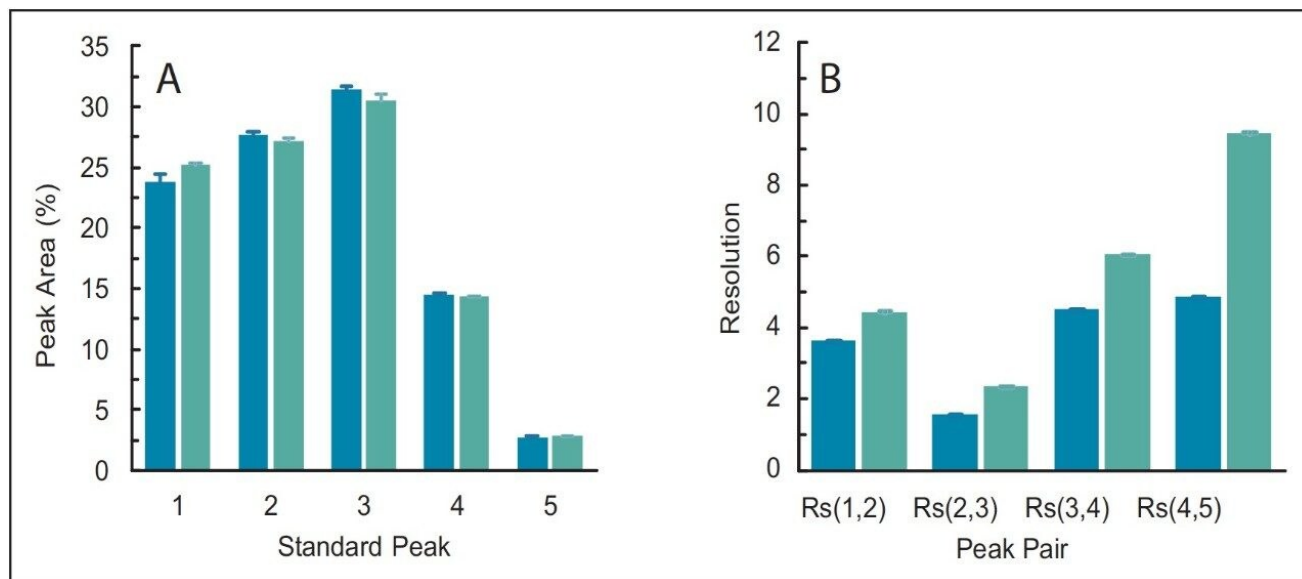 A
Peak Area (%)
35
30
25
20
15
10
5
0
1 2 3 4 5
Standard Peak
B
Resolution
12
10
8
6
4
2
0
Rs(1,2) Rs(2,3) Rs(3,4) Rs(4,5)
Peak Pair